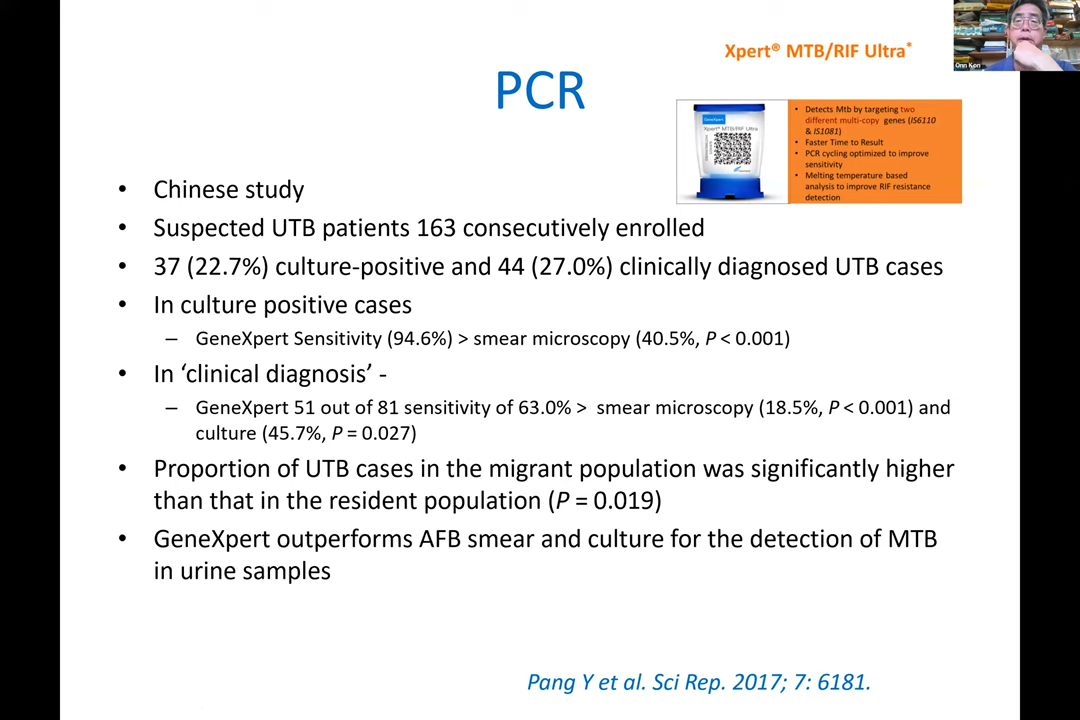 Xpert® MTB/RIF Ultra*
PCR
GeneXpert
Xpert® MTB/RIF Ultra
• Detects Mtb by targeting two
different multi-copy genes (IS6110
& IS1081)
• Faster Time to Result
• PCR cycling optimized to improve
sensitivity
• Melting temperature based
analysis to improve RIF resistance
detection
Onn Kon
• Chinese study
• Suspected UTB patients 163 consecutively enrolled
• 37 (22.7%) culture-positive and 44 (27.0%) clinically diagnosed UTB cases
• In culture positive cases
– GeneXpert Sensitivity (94.6%) > smear microscopy (40.5%, P < 0.001)
• In ‘clinical diagnosis’ -
– GeneXpert 51 out of 81 sensitivity of 63.0% > smear microscopy (18.5%, P < 0.001) and
culture (45.7%, P = 0.027)
• Proportion of UTB cases in the migrant population was significantly higher
than that in the resident population (P = 0.019)
• GeneXpert outperforms AFB smear and culture for the detection of MTB
in urine samples
Pang Y et al. Sci Rep. 2017; 7: 6181.